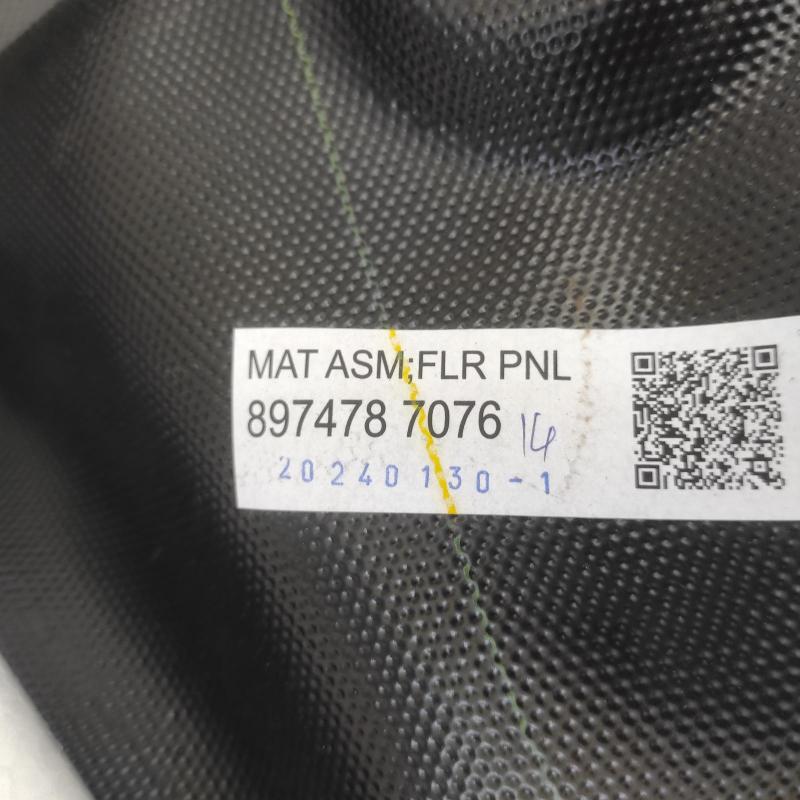 MAT ASM;FLR PNL
897478 7076 14
20240130-1